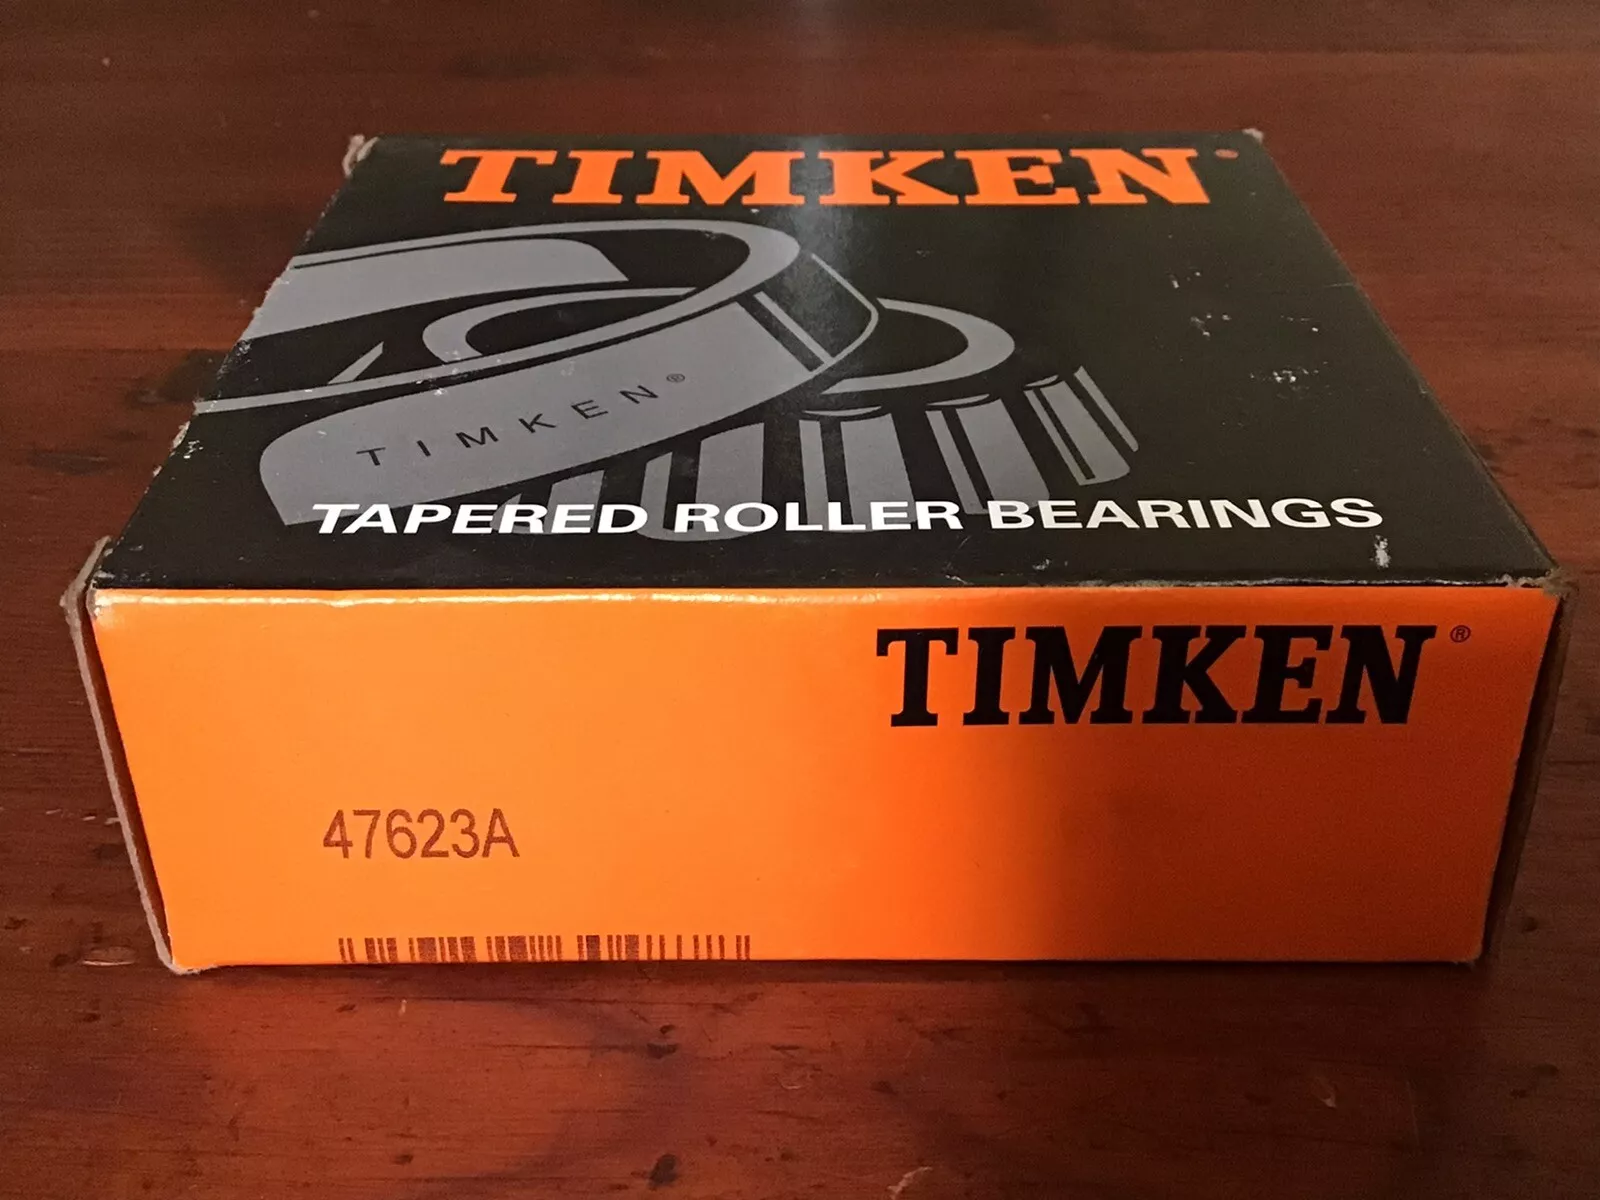 TIMKEN
TIMKEN®
TAPERED ROLLER BEARINGS
TIMKEN®
47623A